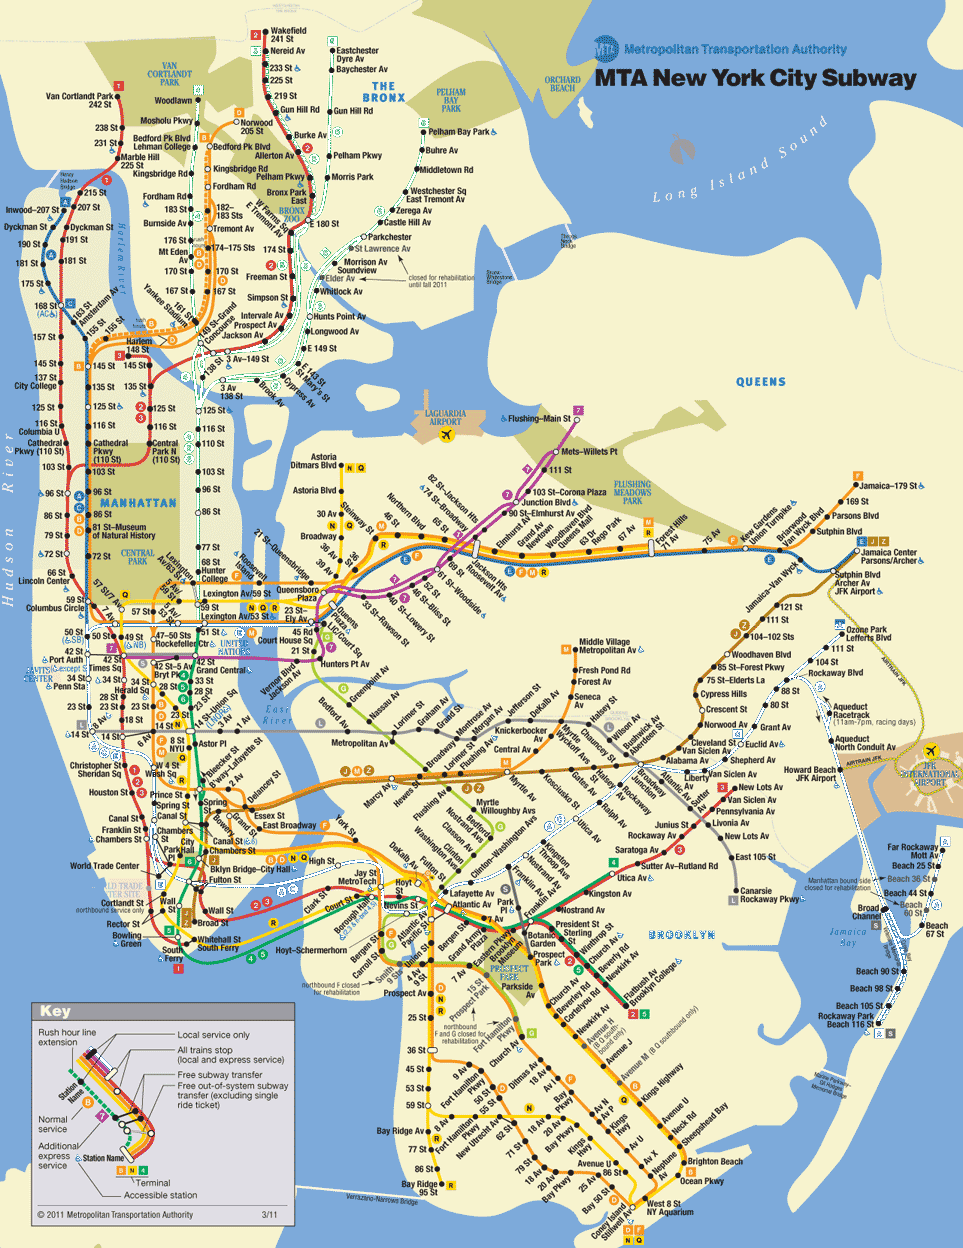 Metropolitan Transportation Authority
MTA New York City Subway
Wakefield
241 St
Nereid Av
233 St
225 St
219 St
Gun Hill Rd
Burke Av
Allerton Av
Pelham Pkwy
Bronx Park
East
E 180 St
Eastchester
Dyre Av
Baychester Av
Gun Hill Rd
Pelham Pkwy
Morris Park
THE
BRONX
VAN
CORTLANDT
PARK
PELHAM
BAY
PARK
ORCHARD
BEACH
Long Island Sound
Van Cortlandt Park
242 St
238 St
231 St
Marble Hill
225 St
215 St
207 St
Dyckman St
191 St
181 St
Woodlawn
Mosholu Pkwy
Bedford Pk Blvd
Lehman College
Kingsbridge Rd
Fordham Rd
183 St
Burnside Av
176 St
Mt Eden
Av
170 St
167 St
161 St
Yankee Stadium
Norwood
205 St
Bedford Pk Blvd
Kingsbridge Rd
Fordham Rd
182–
183 Sts
Tremont Av
174–175 Sts
170 St
167 St
BRONX
ZOO
W Farms Sq
E Tremont Av
174 St
Freeman St
Simpson St
Intervale Av
Prospect Av
Jackson Av
3 Av–149 St
149 St–Grand
Concourse
138 St
3 Av
138 St
Brook Av
Cypress Av
E 143 St
St Mary's St
E 149 St
Longwood Av
Hunts Point Av
Whitlock Av
Elder Av
Morrison Av
Soundview
St Lawrence Av
closed for rehabilitation
until fall 2011
Parkchester
Castle Hill Av
Zerega Av
Westchester Sq
East Tremont Av
Middletown Rd
Buhre Av
Pelham Bay Park
Inwood–207 St
Dyckman St
190 St
181 St
175 St
168 St
163 St
Amsterdam Av
155 St
155 St
157 St
Harlem
148 St
145 St
145 St
145 St
137 St
City College
135 St
135 St
125 St
125 St
125 St
125 St
116 St
Columbia U
116 St
116 St
116 St
Cathedral
Pkwy (110 St)
Cathedral
Pkwy
(110 St)
Central
Park N
(110 St)
110 St
103 St
103 St
103 St
96 St
96 St
96 St
86 St
86 St
86 St
79 St
81 St–Museum
of Natural History
72 St
72 St
77 St
68 St
Hunter
College
66 St
Lincoln Center
59 St
Columbus Circle
MANHATTAN
CENTRAL
PARK
Hudson River
Harlem River
East
River
Lexington
Av/63 St
Roosevelt
Island
Lexington Av/59 St
59 St
Lexington Av/53 St
51 St
57 St/7 Av
57 St
7 Av
5 Av/
59 St
5 Av/
53 St
50 St
50 St
49 St
47–50 Sts
Rockefeller Ctr
UNITED
NATIONS
42 St
Port Auth
42 St
Times Sq
42 St–5 Av
Bryt Pk
42 St
Grand Central
34 St
Penn Sta
34 St
34 St
Herald Sq
33 St
28 St
28 St
28 St
23 St
23 St
23 St
23 St
23 St
18 St
14 St
14 St
14 St–Union Sq
3 Av
1 Av
8 St
NYU
Astor Pl
Christopher St
Sheridan Sq
W 4 St
Wash Sq
Houston St
Prince St
Bleecker St
B'way–Lafayette St
2 Av
Delancey
Essex St
Spring St
Spring
St
Canal St
Canal St
Canal St
Bowery
Grand St
East Broadway
Franklin St
Chambers St
Chambers
St
City
Hall
Park
Pl
Chambers St
Bklyn Bridge–City Hall
World Trade Center
Fulton St
Cortlandt St
northbound service only
Rector St
Wall
St
Wall St
Broad St
Bowling
Green
Whitehall St
South Ferry
South
Ferry
LAGUARDIA
AIRPORT
QUEENS
Flushing–Main St
Mets–Willets Pt
111 St
103 St–Corona Plaza
Junction Blvd
90 St–Elmhurst Av
82 St–Jackson Hts
74 St–Broadway
69 St
61 St–Woodside
52 St
46 St–Bliss St
40 St–Lowery St
33 St–Rawson St
Queensboro
Plaza
FLUSHING
MEADOWS
PARK
Astoria
Ditmars Blvd
Astoria Blvd
30 Av
Broadway
36 Av
39 Av
21 St–Queensbridge
Steinway St
46 St
Northern Blvd
65 St
36 St
Jackson Hts
Roosevelt Av
Elmhurst Av
Grand Av
Newtown
Woodhaven Blvd
Queens Mall
63 Dr
Rego Park
67 Av
Forest Hills
71 Av
75 Av
Kew Gardens
Union Turnpike
Briarwood
Van Wyck Blvd
Sutphin Blvd
Parsons Blvd
169 St
Jamaica–179 St
Jamaica Center
Parsons/Archer
Sutphin Blvd
Archer Av
JFK Airport
Jamaica–Van Wyck
121 St
111 St
104–102 Sts
Woodhaven Blvd
85 St–Forest Pkwy
75 St–Elderts La
Cypress Hills
Crescent St
Norwood Av
Cleveland St
Van Siclen Av
Alabama Av
23 St–
Ely Av
Queens
Plaza
45 Rd
Court House Sq
Court Sq
21 St
Hunters Pt Av
Vernon Blvd
Jackson Av
Greenpoint Av
Nassau Av
Bedford Av
Lorimer St
Graham Av
Grand St
Metropolitan Av
Montrose Av
Morgan Av
Jefferson St
DeKalb Av
Middle Village
Metropolitan Av
Fresh Pond Rd
Forest Av
Seneca
Av
Knickerbocker
Av
Central Av
Myrtle
Wyckoff Avs
Halsey St
Wilson Av
Bushwick Av
Aberdeen St
Broadway
Junction
Marcy Av
Hewes St
Lorimer St
Flushing Av
Myrtle Av
Kosciusko St
Gates Av
Halsey St
Chauncey St
Broadway
Flushing Av
Myrtle
Willoughby Avs
Bedford
Nostrand Avs
Classon Av
Clinton
Washington Avs
Fulton St
Clinton–Washington Avs
Ozone Park
Lefferts Blvd
111 St
104 St
Rockaway Blvd
88 St
80 St
Grant Av
Euclid Av
Shepherd Av
Van Siclen Av
Liberty
Av
Rockaway
Av
Ralph Av
Utica Av
Kingston
Throop Avs
Nostrand Av
Franklin Av
Aqueduct
Racetrack
(11am–7pm, racing days)
Aqueduct
North Conduit Av
Howard Beach
JFK Airport
AIRTRAIN JFK
AIRTRAIN JFK
JFK
INTERNATIONAL
AIRPORT
Atlantic
Av
Sutter
Av
Livonia Av
New Lots Av
East 105 St
Canarsie
Rockaway Pkwy
New Lots Av
Van Siclen Av
Pennsylvania Av
Junius St
Rockaway Av
Saratoga Av
Sutter Av–Rutland Rd
Utica Av
Kingston Av
Nostrand Av
President St
Sterling St
Winthrop St
Church Av
Beverly Rd
Newkirk Av
Flatbush Av
Brooklyn College
High St
York St
Jay St
MetroTech
Clark St
Court St
Borough Hall
Hoyt St
DeKalb Av
Nevins St
Hoyt–Schermerhorn
Lafayette Av
Atlantic Av
Atlantic Av
Pacific St
Bergen St
Bergen St
Grand Army
Plaza
Eastern Pkwy
Brooklyn
Museum
7 Av
Park
Pl
Botanic
Garden
Franklin
Prospect
Park
PROSPECT
PARK
Parkside
Av
Church Av
Beverley Rd
Cortelyou Rd
Newkirk Av
Avenue H
(B Q southbound only)
Avenue J
Avenue M (B Q southbound only)
Kings Highway
Avenue U
Neck Rd
Sheepshead Bay
Brighton Beach
Ocean Pkwy
West 8 St
NY Aquarium
Coney Island
Stillwell Av
BROOKLYN
Carroll St
Smith
9 Sts
northbound F closed
for rehabilitation
4 Av
9 St
7 Av
15 St
Prospect Park
northbound
F and G closed for
rehabilitation
Fort Hamilton
Pkwy
Church Av
Ditmas Av
18 Av
Av I
Bay
Pkwy
Av N
Av P
Kings
Hwy
Av U
Av X
Neptune
Av
Union
St
Prospect Av
25 St
36 St
45 St
53 St
59 St
Bay Ridge Av
77 St
86 St
Bay Ridge
95 St
9 Av
Fort Hamilton
Pkwy
50 St
55 St
62 St
71 St
79 St
18 Av
20 Av
Bay Pkwy
25 Av
Bay 50 St
8 Av
Fort Hamilton
Pkwy
New Utrecht Av
18 Av
20 Av
Bay Pkwy
Kings
Hwy
Avenue U
86 St
Verrazano-Narrows Bridge
Marine Parkway–
Gil Hodges
Memorial Bridge
Far Rockaway
Mott Av
Beach 25 St
Manhattan bound side
closed for rehabilitation
Beach 36 St
Beach 44 St
Beach
60 St
Beach
67 St
Broad
Channel
Jamaica
Bay
Beach 90 St
Beach 98 St
Beach 105 St
Rockaway Park
Beach 116 St
Key
Rush hour line
extension
Station
Name
Normal
service
Additional
express
service
Local service only
All trains stop
(local and express service)
Free subway transfer
Free out-of-system subway
transfer (excluding single
ride ticket)
Station Name
Terminal
Accessible station
© 2011 Metropolitan Transportation Authority
3/11